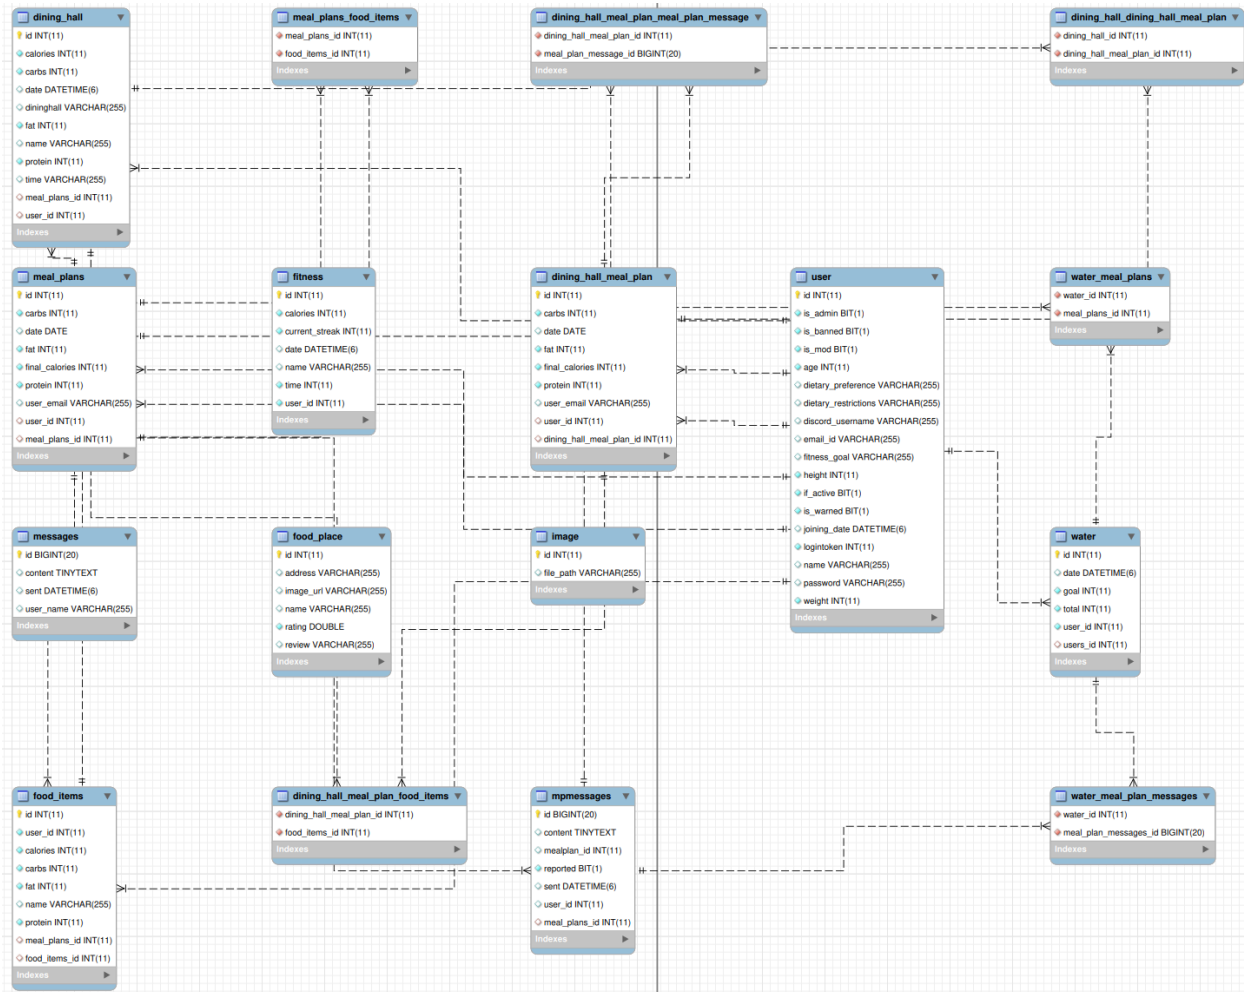 dining_hall
id INT(11)
calories INT(11)
carbs INT(11)
date DATETIME(6)
dininghall VARCHAR(255)
fat INT(11)
name VARCHAR(255)
protein INT(11)
time VARCHAR(255)
meal_plans_id INT(11)
user_id INT(11)
Indexes
meal_plans_food_items
meal_plans_id INT(11)
food_items_id INT(11)
Indexes
dining_hall_meal_plan_meal_plan_message
dining_hall_meal_plan_id INT(11)
meal_plan_message_id BIGINT(20)
Indexes
dining_hall_dining_hall_meal_plan
dining_hall_id INT(11)
dining_hall_meal_plan_id INT(11)
Indexes
meal_plans
id INT(11)
carbs INT(11)
date DATE
fat INT(11)
final_calories INT(11)
protein INT(11)
user_email VARCHAR(255)
user_id INT(11)
meal_plans_id INT(11)
Indexes
fitness
id INT(11)
calories INT(11)
current_streak INT(11)
date DATETIME(6)
name VARCHAR(255)
time INT(11)
user_id INT(11)
Indexes
dining_hall_meal_plan
id INT(11)
carbs INT(11)
date DATE
fat INT(11)
final_calories INT(11)
protein INT(11)
user_email VARCHAR(255)
user_id INT(11)
dining_hall_meal_plan_id INT(11)
Indexes
user
id INT(11)
is_admin BIT(1)
is_banned BIT(1)
is_mod BIT(1)
age INT(11)
dietary_preference VARCHAR(255)
dietary_restrictions VARCHAR(255)
discord_username VARCHAR(255)
email_id VARCHAR(255)
fitness_goal VARCHAR(255)
height INT(11)
if_active BIT(1)
is_warned BIT(1)
joining_date DATETIME(6)
logintoken INT(11)
name VARCHAR(255)
password VARCHAR(255)
weight INT(11)
Indexes
water_meal_plans
water_id INT(11)
meal_plans_id INT(11)
Indexes
messages
id BIGINT(20)
content TINYTEXT
sent DATETIME(6)
user_name VARCHAR(255)
Indexes
food_place
id INT(11)
address VARCHAR(255)
image_url VARCHAR(255)
name VARCHAR(255)
rating DOUBLE
review VARCHAR(255)
Indexes
image
id INT(11)
file_path VARCHAR(255)
Indexes
water
id INT(11)
date DATETIME(6)
goal INT(11)
total INT(11)
user_id INT(11)
users_id INT(11)
Indexes
food_items
id INT(11)
user_id INT(11)
calories INT(11)
carbs INT(11)
fat INT(11)
name VARCHAR(255)
protein INT(11)
meal_plans_id INT(11)
food_items_id INT(11)
Indexes
dining_hall_meal_plan_food_items
dining_hall_meal_plan_id INT(11)
food_items_id INT(11)
Indexes
mpmessages
id BIGINT(20)
content TINYTEXT
mealplan_id INT(11)
reported BIT(1)
sent DATETIME(6)
user_id INT(11)
meal_plans_id INT(11)
Indexes
water_meal_plan_messages
water_id INT(11)
meal_plan_messages_id BIGINT(20)
Indexes